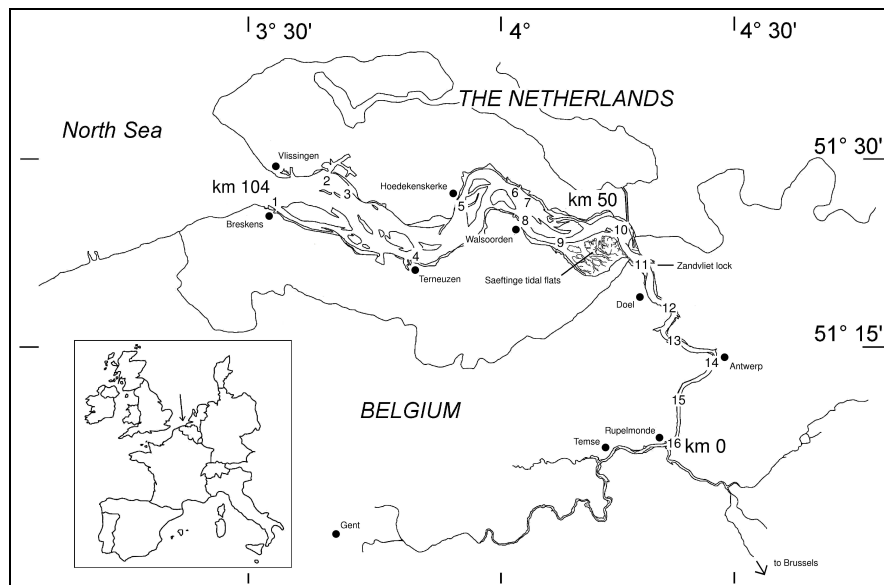 3° 30' 4° 4° 30'
THE NETHERLANDS
North Sea
51° 30'
Vlissingen
km 104
2
3
Hoedekenskerke
6
7
km 50
1
5
Breskens
8
Walsoorden
9
10
4
Terneuzen
Saeftinge tidal flats
11
Zandvliet lock
Doel
12
51° 15'
13
14
Antwerp
BELGIUM
15
Rupelmonde
Temse
16 km 0
Gent
to Brussels